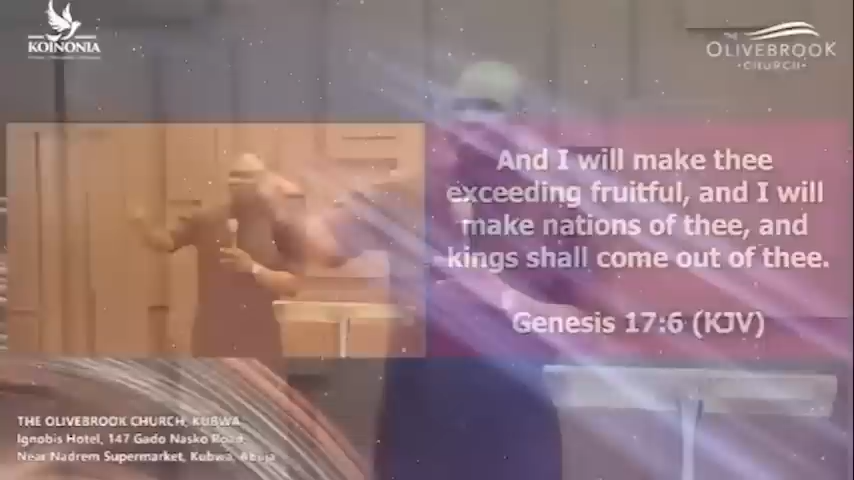 KOINONIA
THE
OLIVEBROOK
•CHURCH•
And I will make thee
exceeding fruitful, and I will
make nations of thee, and
kings shall come out of thee.
Genesis 17:6 (KJV)
THE OLIVEBROOK CHURCH, KUBWA
Ignobis Hotel, 147 Gado Nasko Road,
Near Nadrem Supermarket, Kubwa, Abuja